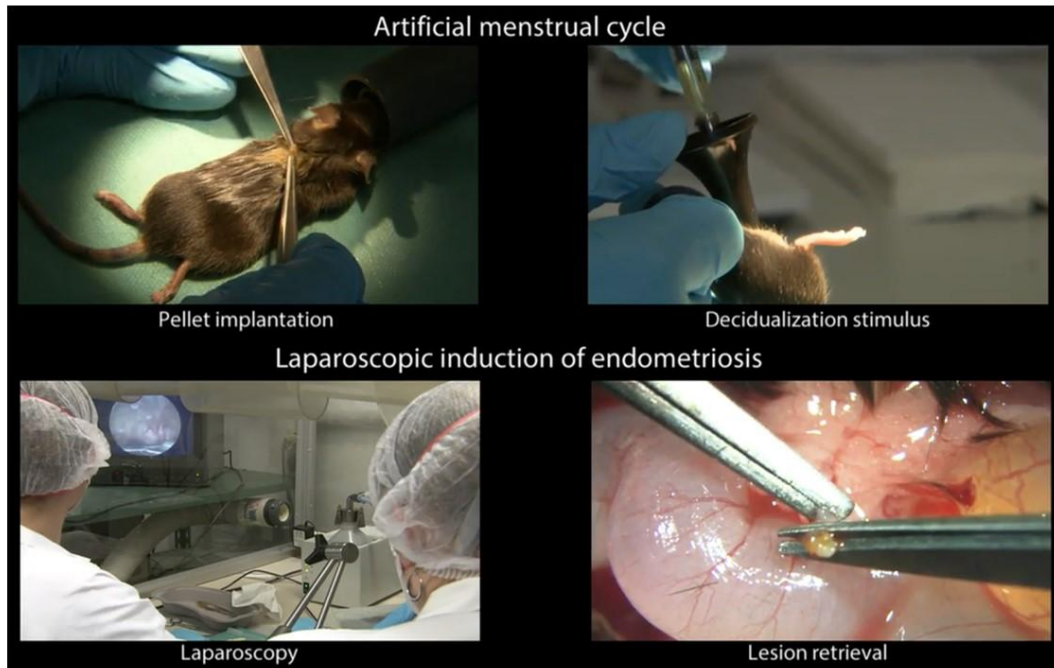 Artificial menstrual cycle
Pellet implantation
Decidualization stimulus
Laparoscopic induction of endometriosis
Laparoscopy
Lesion retrieval